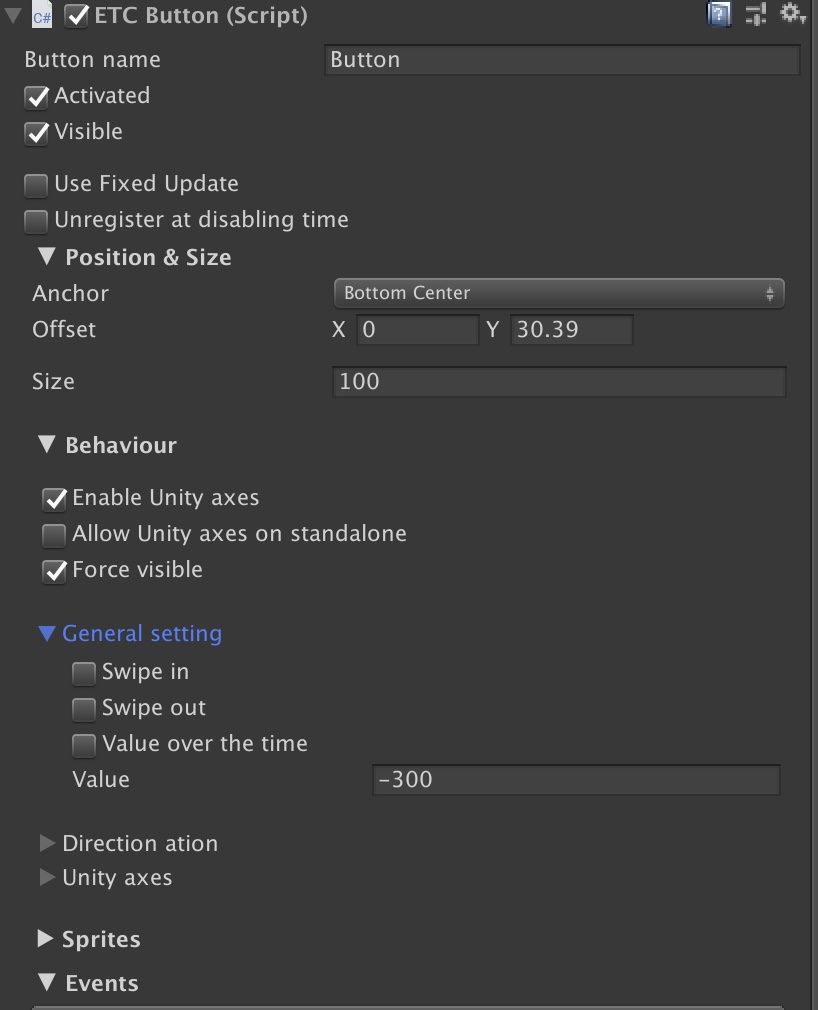 C# ETC Button (Script) ?
Button name Button
Activated
Visible
Use Fixed Update
Unregister at disabling time
Position & Size
Anchor Bottom Center
Offset X 0 Y 30.39
Size 100
Behaviour
Enable Unity axes
Allow Unity axes on standalone
Force visible
General setting
Swipe in
Swipe out
Value over the time
Value -300
Direction ation
Unity axes
Sprites
Events